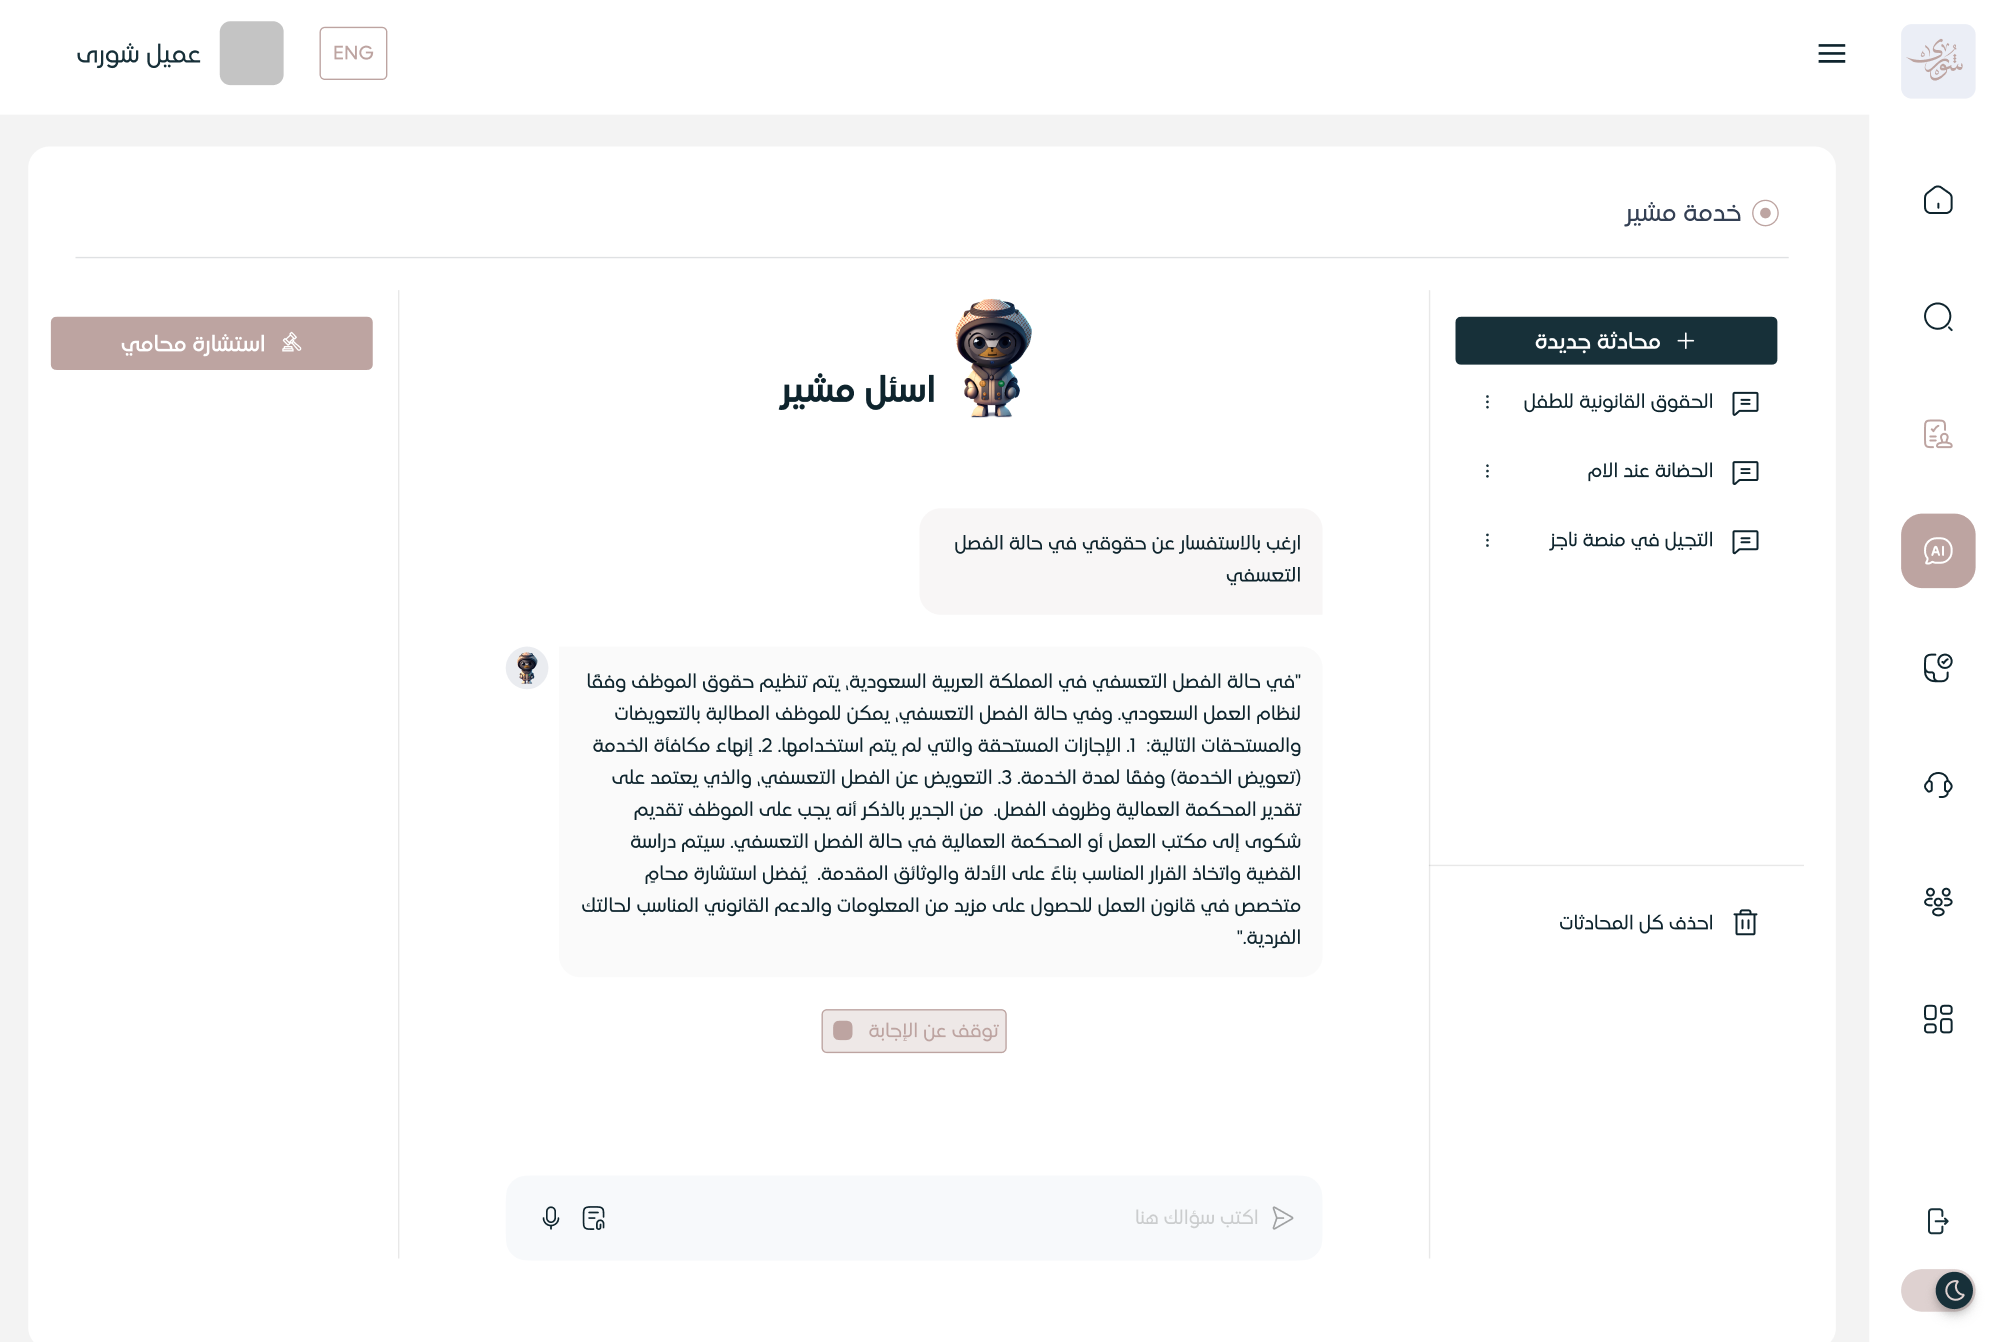 شورى
ENG
عميل شورى
خدمة مشير
محادثة جديدة
الحقوق القانونية للطفل
الحضانة عند الام
التجيل في منصة ناجز
احذف كل المحادثات
اسئل مشير
ارغب بالاستفسار عن حقوقي في حالة الفصل
التعسفي
"في حالة الفصل التعسفي في المملكة العربية السعودية، يتم تنظيم حقوق الموظف وفقًا
لنظام العمل السعودي. وفي حالة الفصل التعسفي، يمكن للموظف المطالبة بالتعويضات
والمستحقات التالية: 1. الإجازات المستحقة والتي لم يتم استخدامها. 2. إنهاء مكافأة الخدمة
(تعويض الخدمة) وفقًا لمدة الخدمة. 3. التعويض عن الفصل التعسفي، والذي يعتمد على
تقدير المحكمة العمالية وظروف الفصل. من الجدير بالذكر أنه يجب على الموظف تقديم
شكوى إلى مكتب العمل أو المحكمة العمالية في حالة الفصل التعسفي. سيتم دراسة
القضية واتخاذ القرار المناسب بناءً على الأدلة والوثائق المقدمة. يُفضل استشارة محامِ
متخصص في قانون العمل للحصول على مزيد من المعلومات والدعم القانوني المناسب لحالتك
الفردية."
توقف عن الإجابة
اكتب سؤالك هنا
استشارة محامي
AI